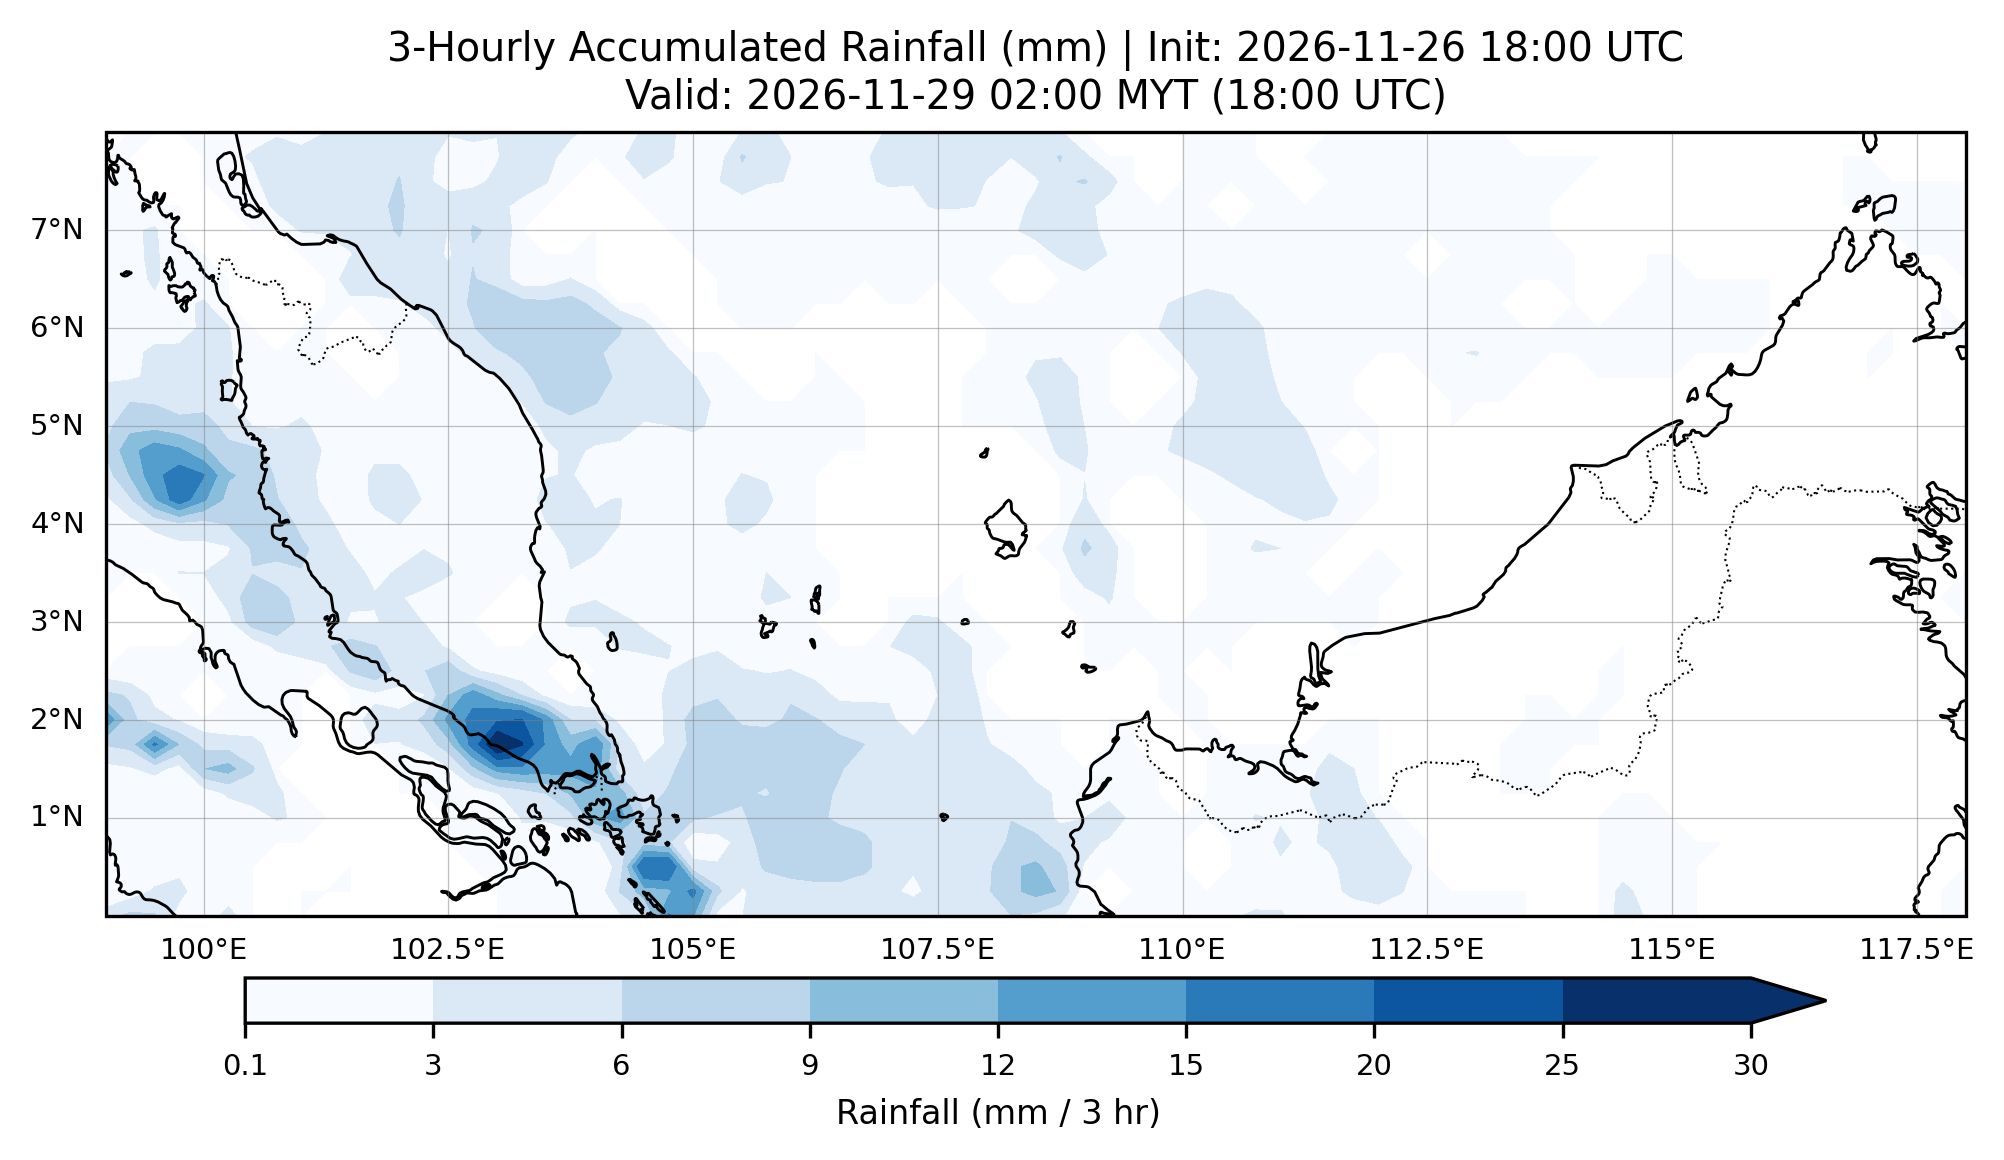 3-Hourly Accumulated Rainfall (mm) | Init: 2026-11-26 18:00 UTC
Valid: 2026-11-29 02:00 MYT (18:00 UTC)
7°N
6°N
5°N
4°N
3°N
2°N
1°N
100°E 102.5°E 105°E 107.5°E 110°E 112.5°E 115°E 117.5°E
0.1 3 6 9 12 15 20 25 30
Rainfall (mm / 3 hr)